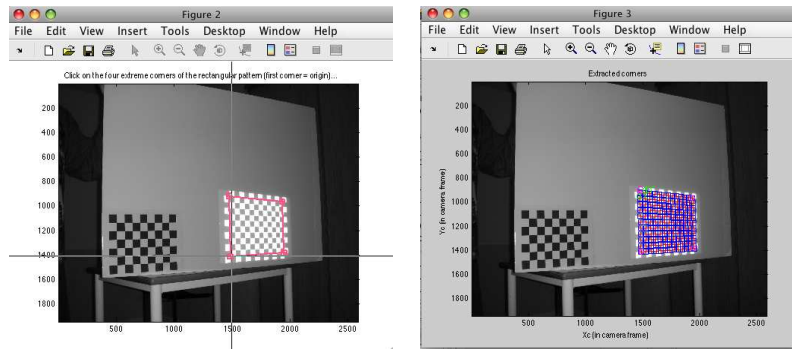 Figure 2
File Edit View Insert Tools Desktop Window Help
Click on the four extreme corners of the rectangular pattern (first corner = origin)...
200
400
600
800
1000
1200
1400
1600
1800
500 1000 1500 2000 2500
Figure 3
File Edit View Insert Tools Desktop Window Help
Extracted corners
200
400
600
800
1000
1200
1400
1600
1800
Yc (in camera frame)
500 1000 1500 2000 2500
Xc (in camera frame)